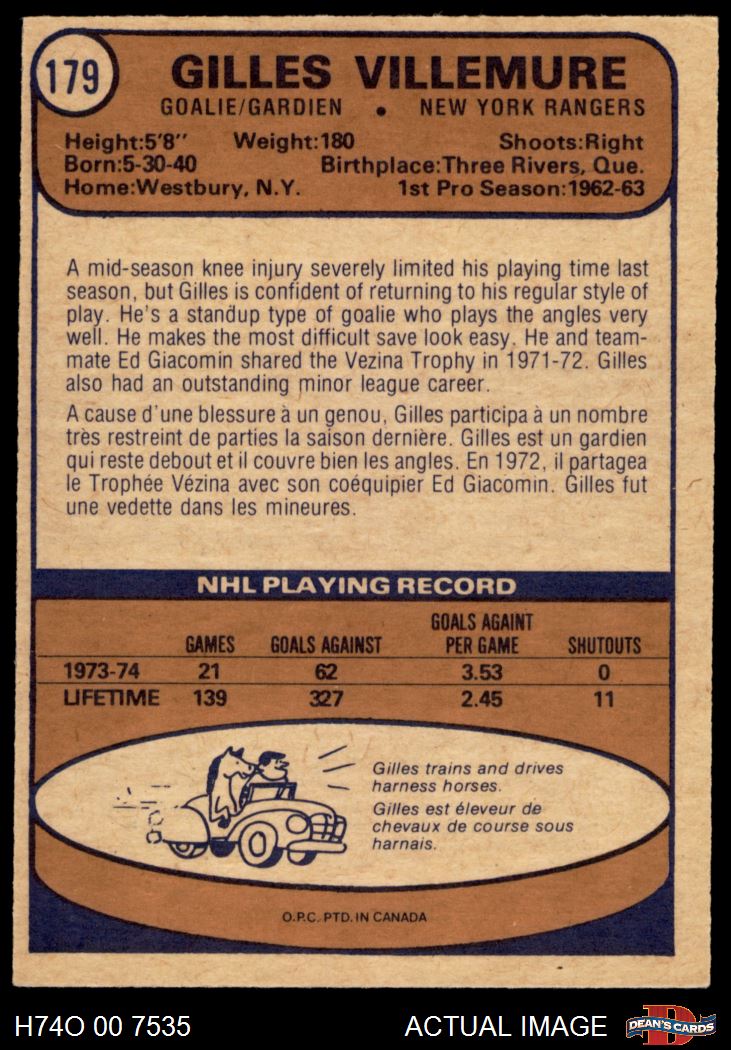 179
GILLES VILLEMURE
GOALIE/GARDIEN • NEW YORK RANGERS
Height:5'8" Weight:180 Shoots:Right
Born:5-30-40 Birthplace:Three Rivers, Que.
Home:Westbury, N.Y. 1st Pro Season:1962-63
A mid-season knee injury severely limited his playing time last
season, but Gilles is confident of returning to his regular style of
play. He's a standup type of goalie who plays the angles very
well. He makes the most difficult save look easy. He and team-
mate Ed Giacomin shared the Vezina Trophy in 1971-72. Gilles
also had an outstanding minor league career.
A cause d'une blessure à un genou, Gilles participa à un nombre
très restreint de parties la saison dernière. Gilles est un gardien
qui reste debout et il couvre bien les angles. En 1972, il partagea
le Trophée Vézina avec son coéquipier Ed Giacomin. Gilles fut
une vedette dans les mineures.
NHL PLAYING RECORD
GOALS AGAINT
GAMES GOALS AGAINST PER GAME SHUTOUTS
1973-74 21 62 3.53 0
LIFETIME 139 327 2.45 11
Gilles trains and drives
harness horses.
Gilles est éleveur de
chevaux de course sous
harnais.
O.P.C. PTD. IN CANADA
H74O 00 7535 ACTUAL IMAGE D DEAN'S CARDS